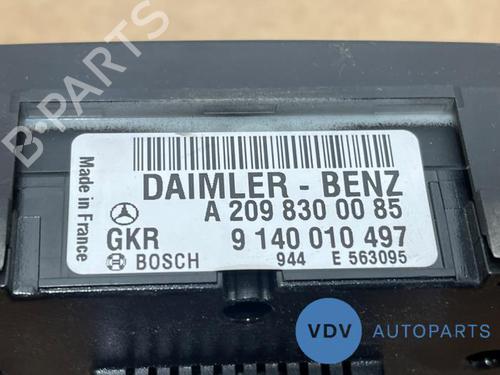 B-PARTS
Made in France
DAIMLER - BENZ
A 209 830 00 85
GKR 9 140 010 497
BOSCH 944 E 563095
VDV AUTOPARTS